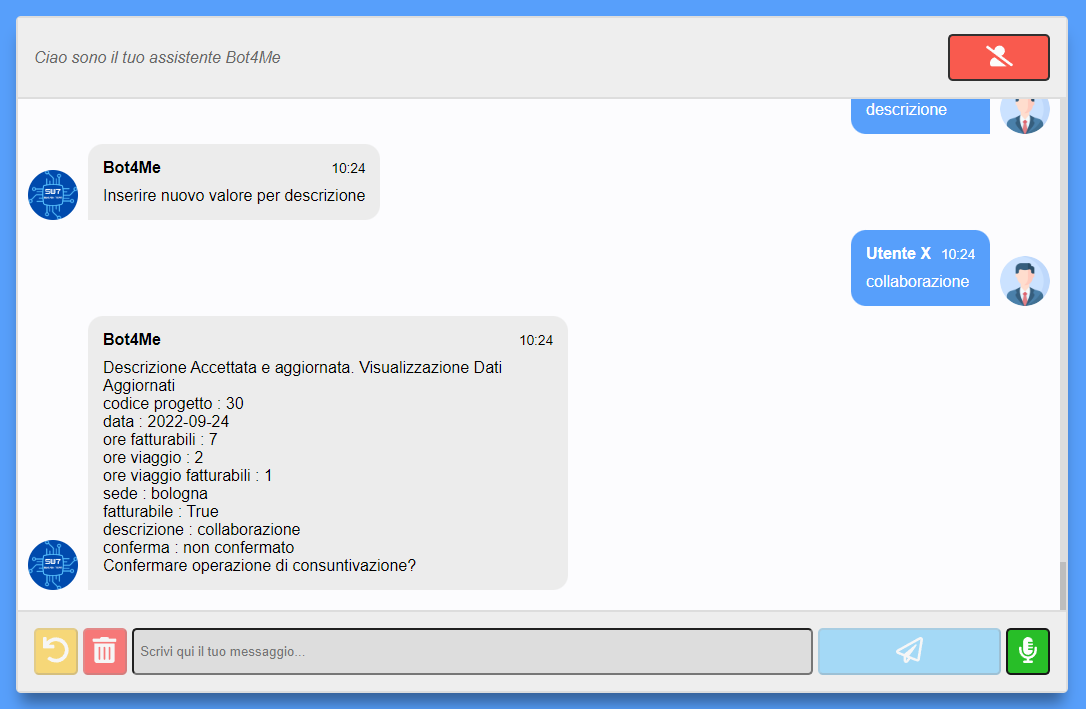 Ciao sono il tuo assistente Bot4Me
descrizione
Bot4Me 10:24
Inserire nuovo valore per descrizione
SW7
Utente X 10:24
collaborazione
Bot4Me 10:24
Descrizione Accettata e aggiornata. Visualizzazione Dati
Aggiornati
codice progetto : 30
data : 2022-09-24
ore fatturabili : 7
ore viaggio : 2
ore viaggio fatturabili : 1
sede : bologna
fatturabile : True
descrizione : collaborazione
conferma : non confermato
Confermare operazione di consuntivazione?
SW7
Scrivi qui il tuo messaggio...